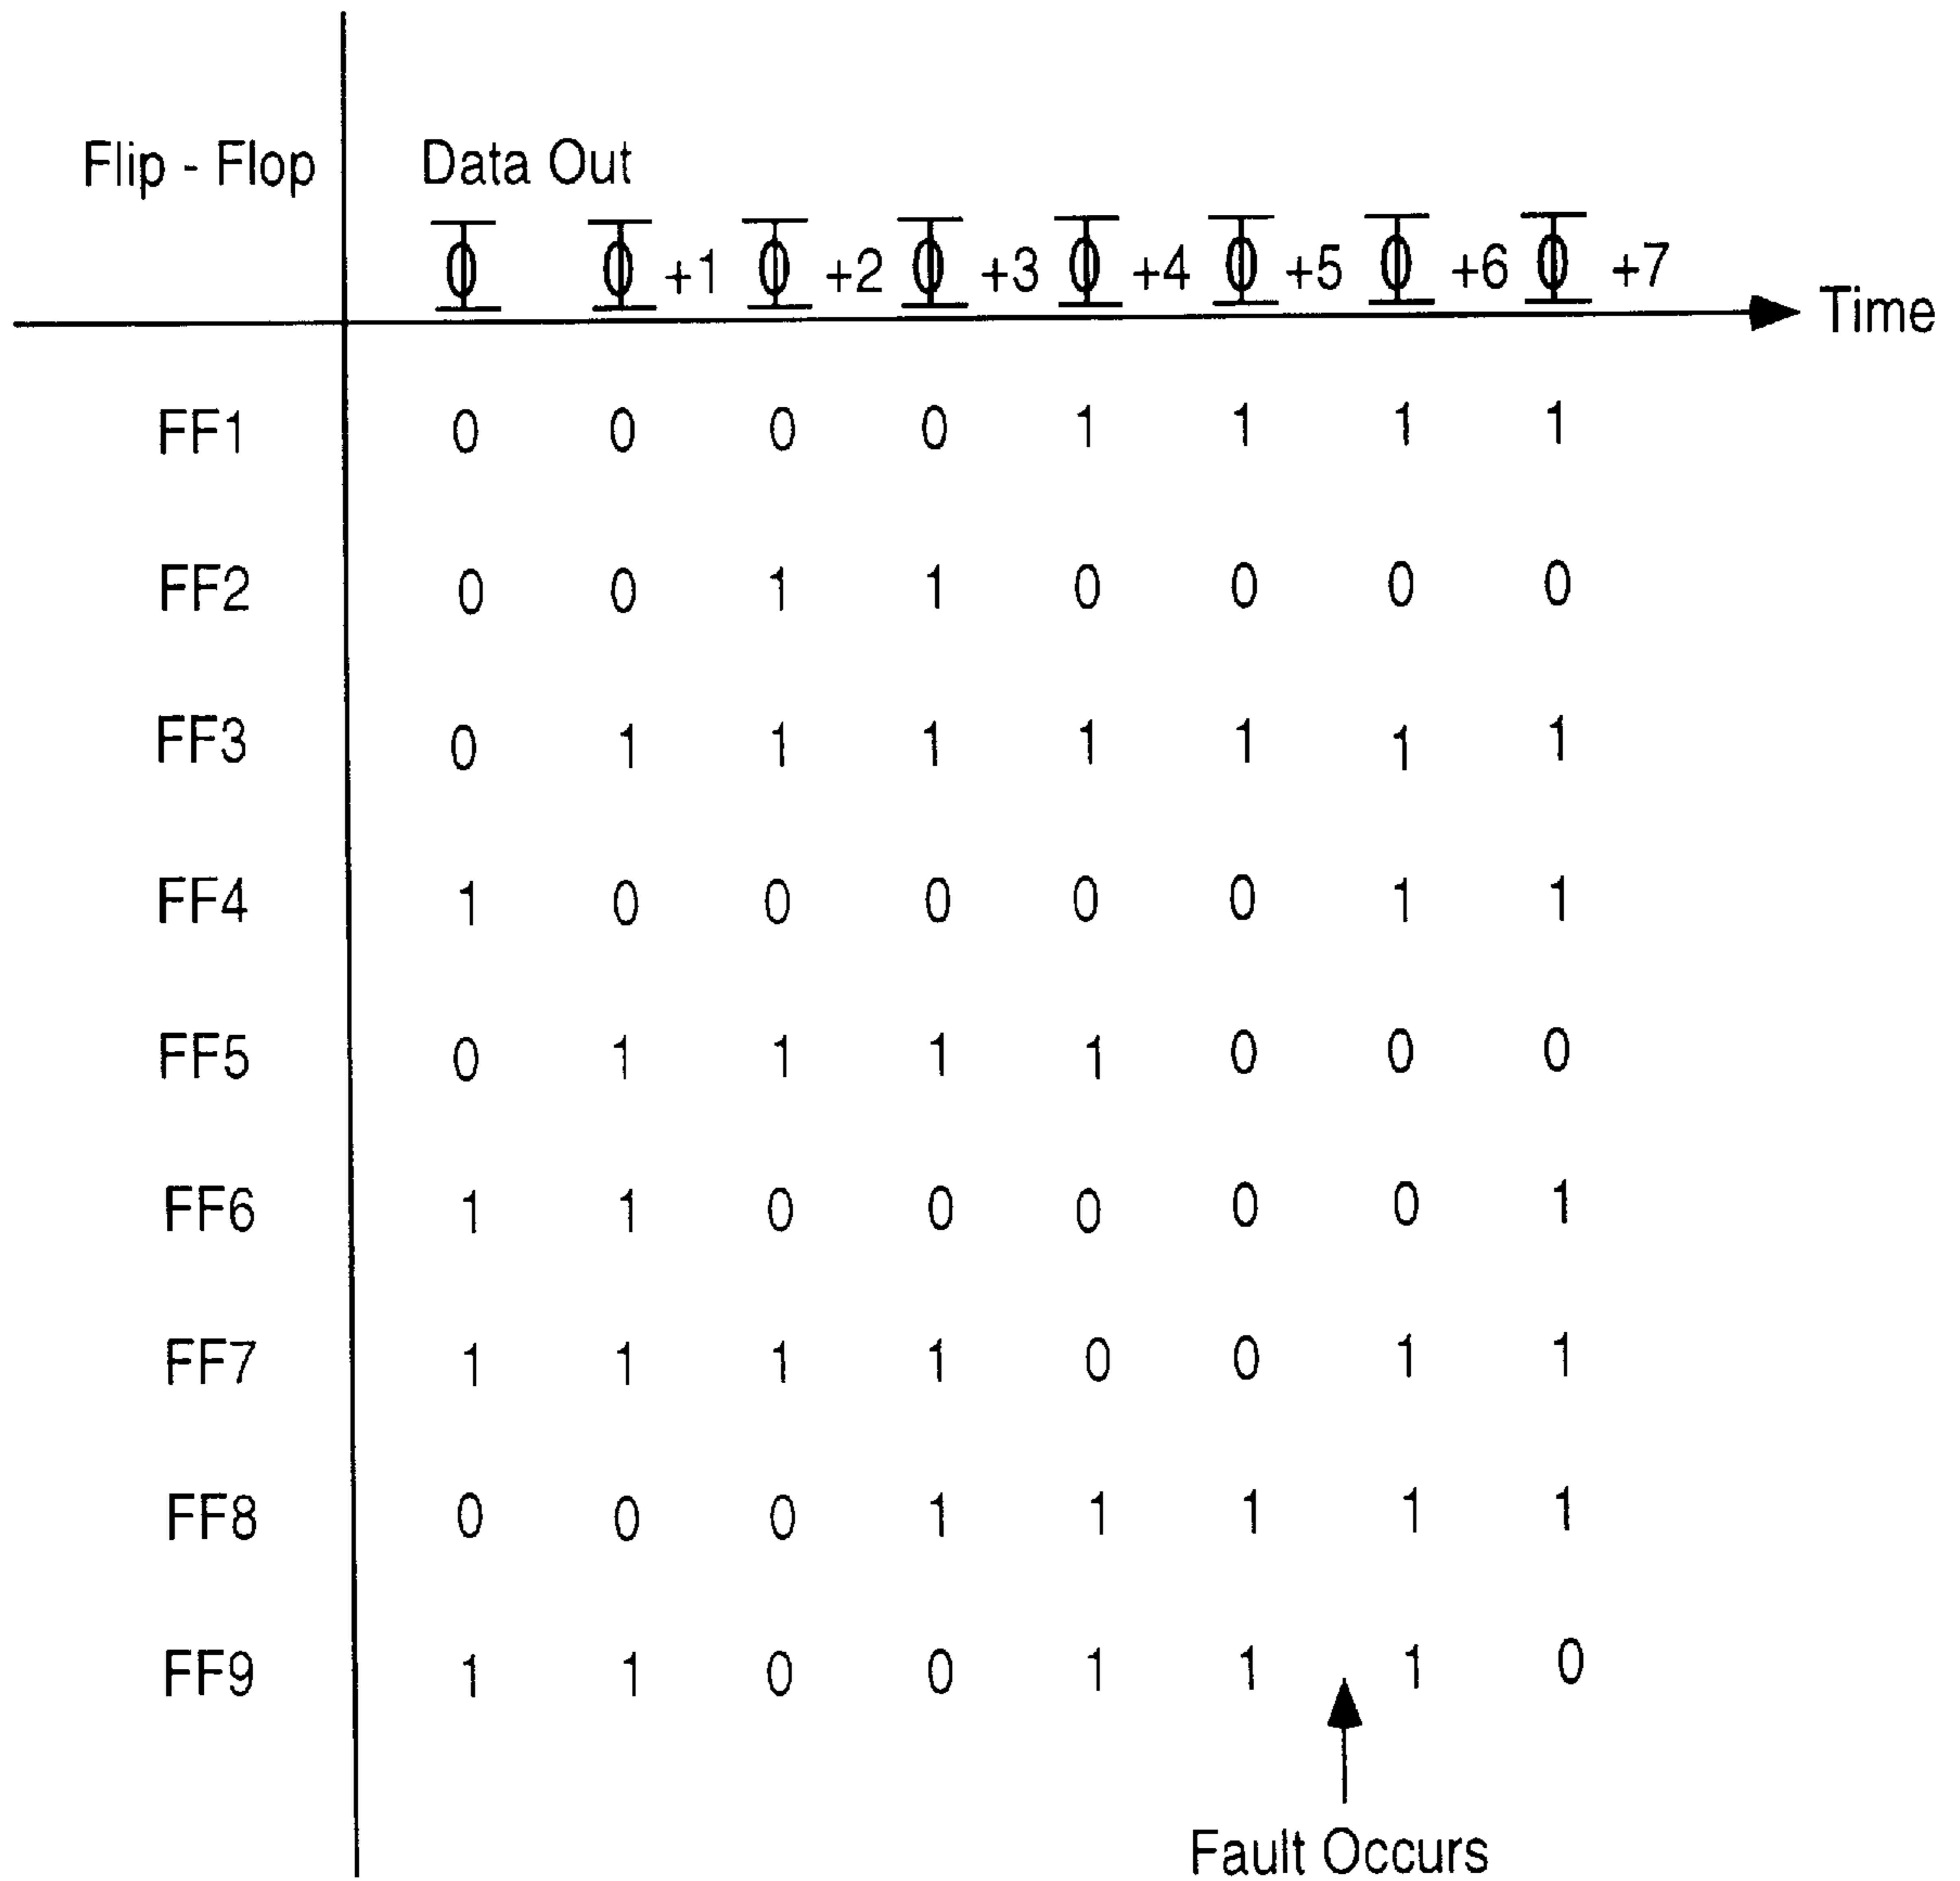 Flip - Flop Data Out
Φ Φ +1 Φ +2 Φ +3 Φ +4 Φ +5 Φ +6 Φ +7
Time
FF1 0 0 0 0 1 1 1 1
FF2 0 0 1 1 0 0 0 0
FF3 0 1 1 1 1 1 1 1
FF4 1 0 0 0 0 0 1 1
FF5 0 1 1 1 1 0 0 0
FF6 1 1 0 0 0 0 0 1
FF7 1 1 1 1 0 0 1 1
FF8 0 0 0 1 1 1 1 1
FF9 1 1 0 0 1 1 1 0
Fault Occurs